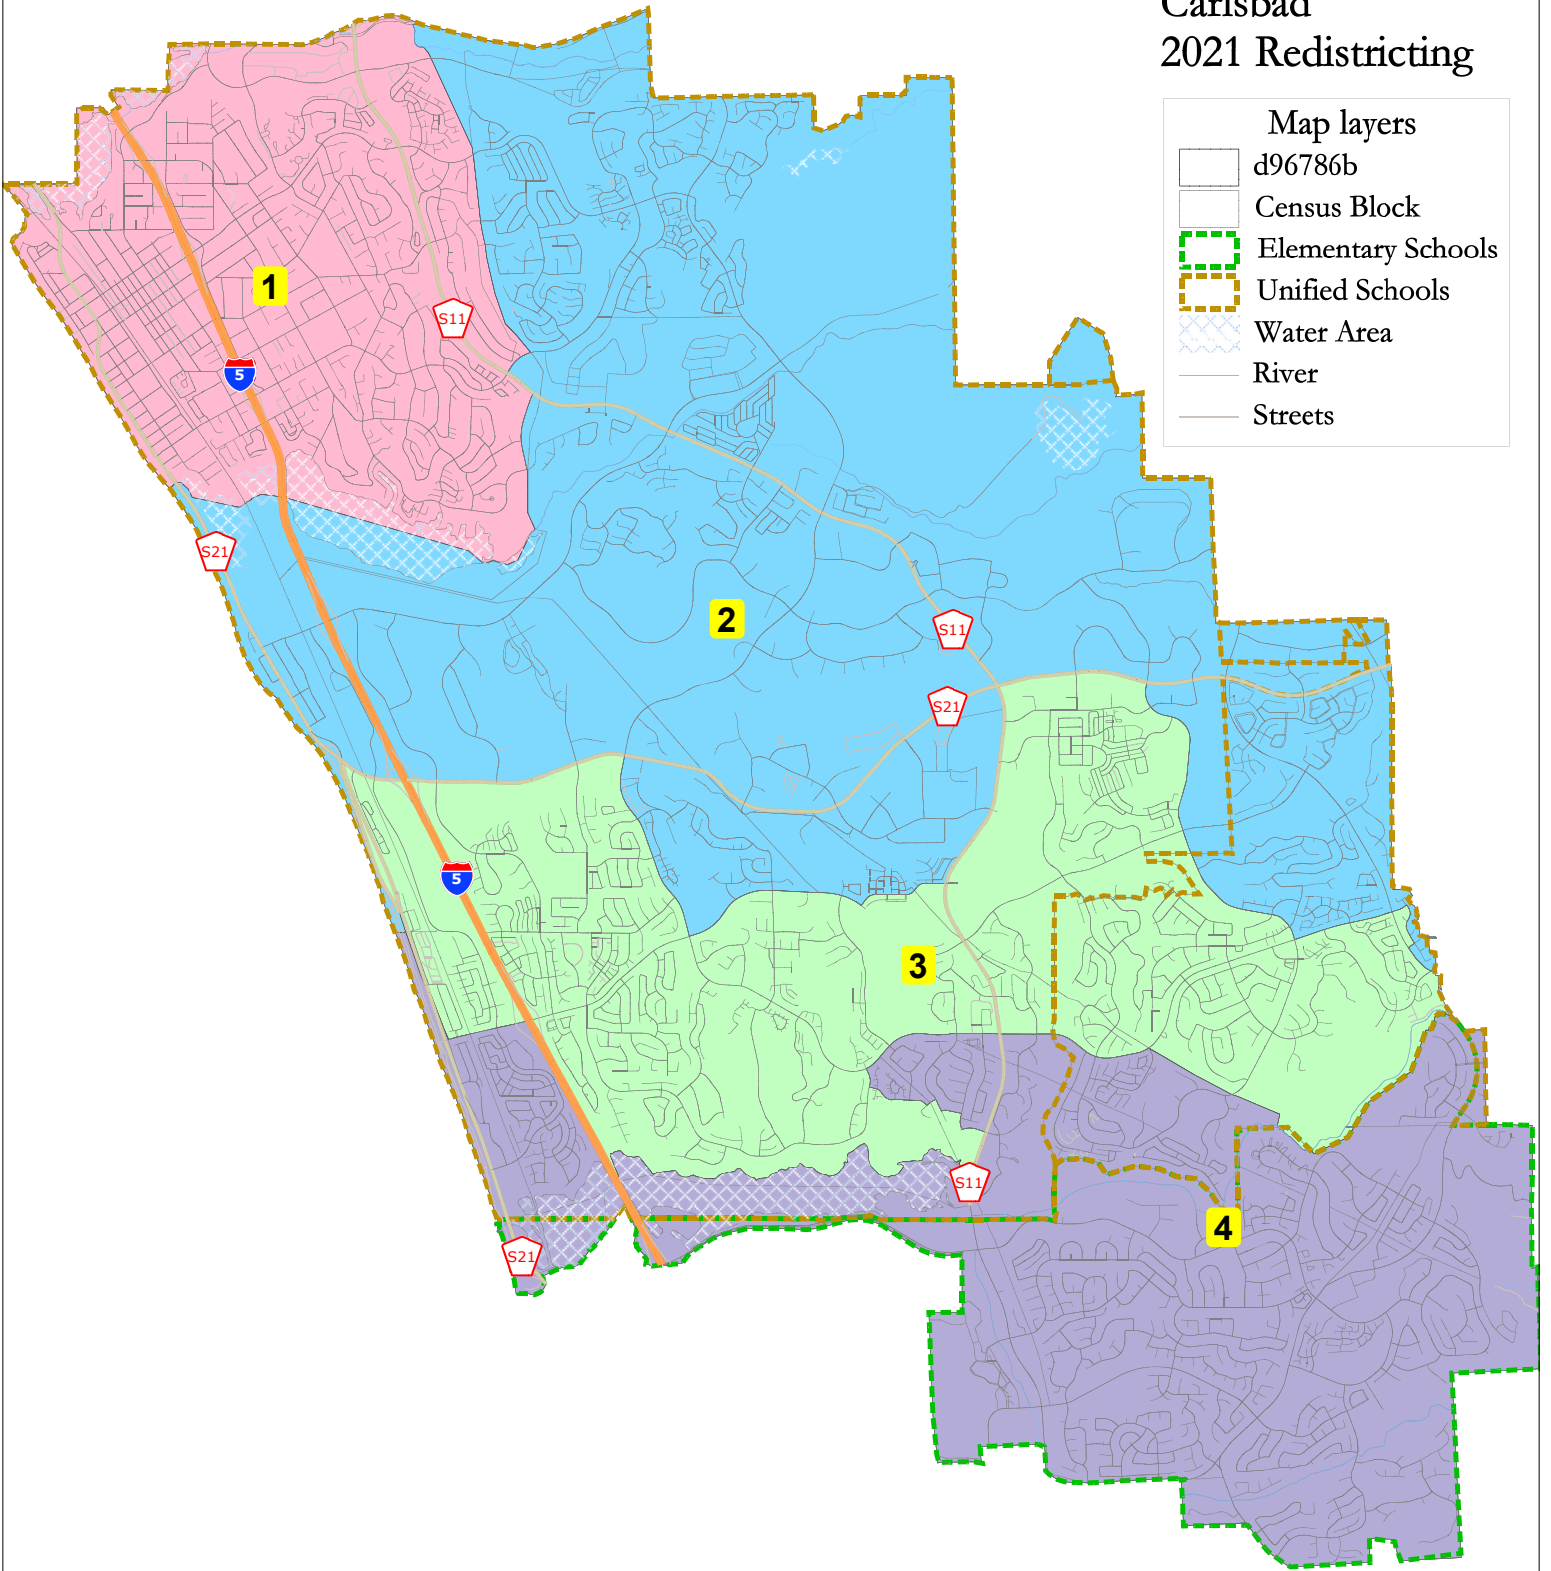 Carlsbad
2021 Redistricting
Map layers
d96786b
Census Block
Elementary Schools
Unified Schools
Water Area
River
Streets
1
S11
5
S21
2
S11
S21
5
3
S11
4
S21